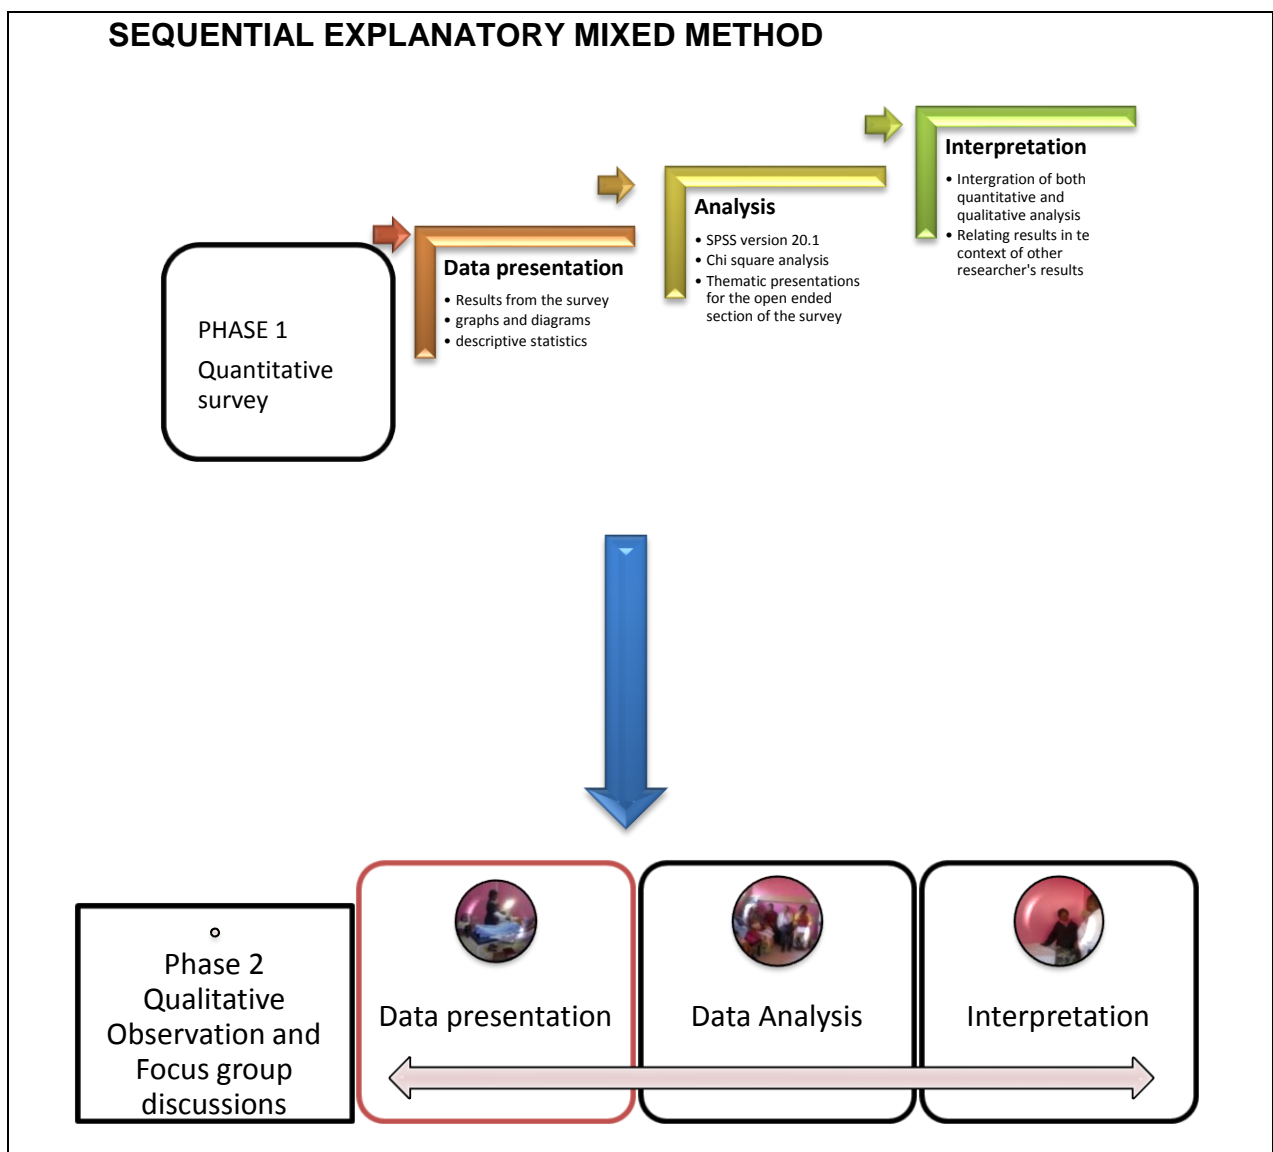 SEQUENTIAL EXPLANATORY MIXED METHOD
PHASE 1
Quantitative
survey
Data presentation
• Results from the survey
• graphs and diagrams
• descriptive statistics
Analysis
• SPSS version 20.1
• Chi square analysis
• Thematic presentations
for the open ended
section of the survey
Interpretation
• Intergration of both
quantitative and
qualitative analysis
• Relating results in te
context of other
researcher's results
Phase 2
Qualitative
Observation and
Focus group
discussions
Data presentation
Data Analysis
Interpretation